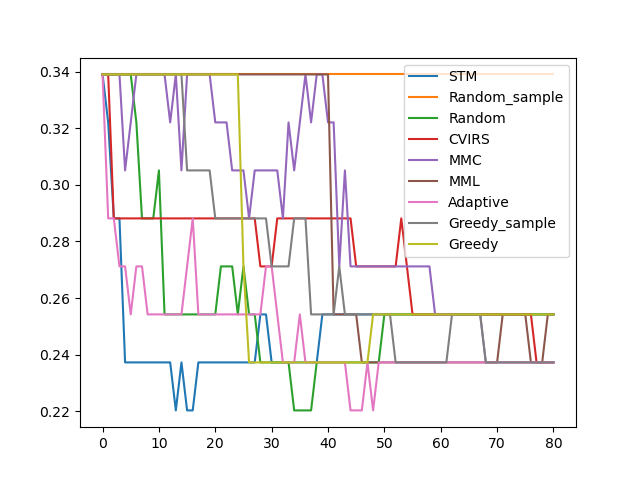 0.34
0.32
0.30
0.28
0.26
0.24
0.22
0 10 20 30 40 50 60 70 80
STM
Random_sample
Random
CVIRS
MMC
MML
Adaptive
Greedy_sample
Greedy